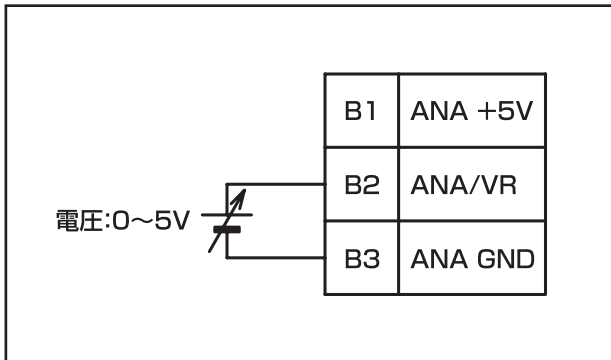 B1 ANA +5V
B2 ANA/VR
電圧:0～5V
B3 ANA GND